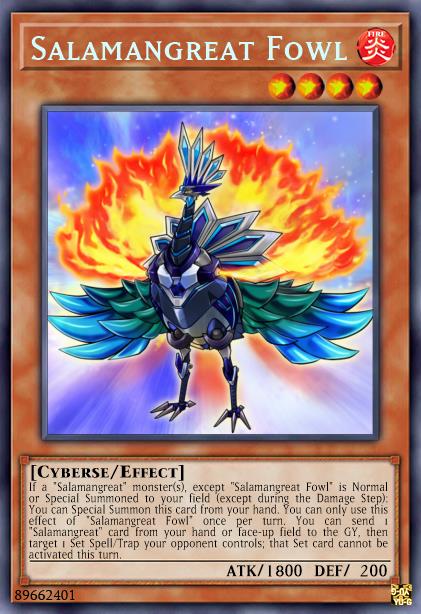 SALAMANGREAT FOWL
FIRE
炎
[CYBERSE/EFFECT]
If a "Salamangreat" monster(s), except "Salamangreat Fowl" is Normal
or Special Summoned to your field (except during the Damage Step):
You can Special Summon this card from your hand. You can only use this
effect of "Salamangreat Fowl" once per turn. You can send 1
"Salamangreat" card from your hand or face-up field to the GY, then
target 1 Set Spell/Trap your opponent controls; that Set card cannot be
activated this turn.
ATK/1800 DEF/ 200
89662401